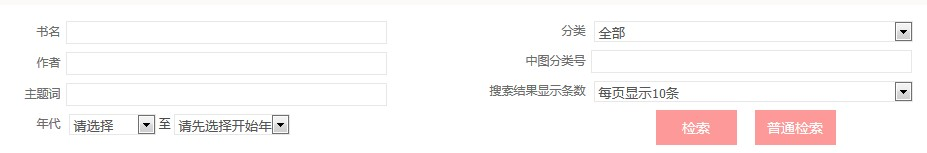 书名
分类 全部
作者
中图分类号
主题词
搜索结果显示条数 每页显示10条
年代 请选择 至 请先选择开始年
检索 普通检索